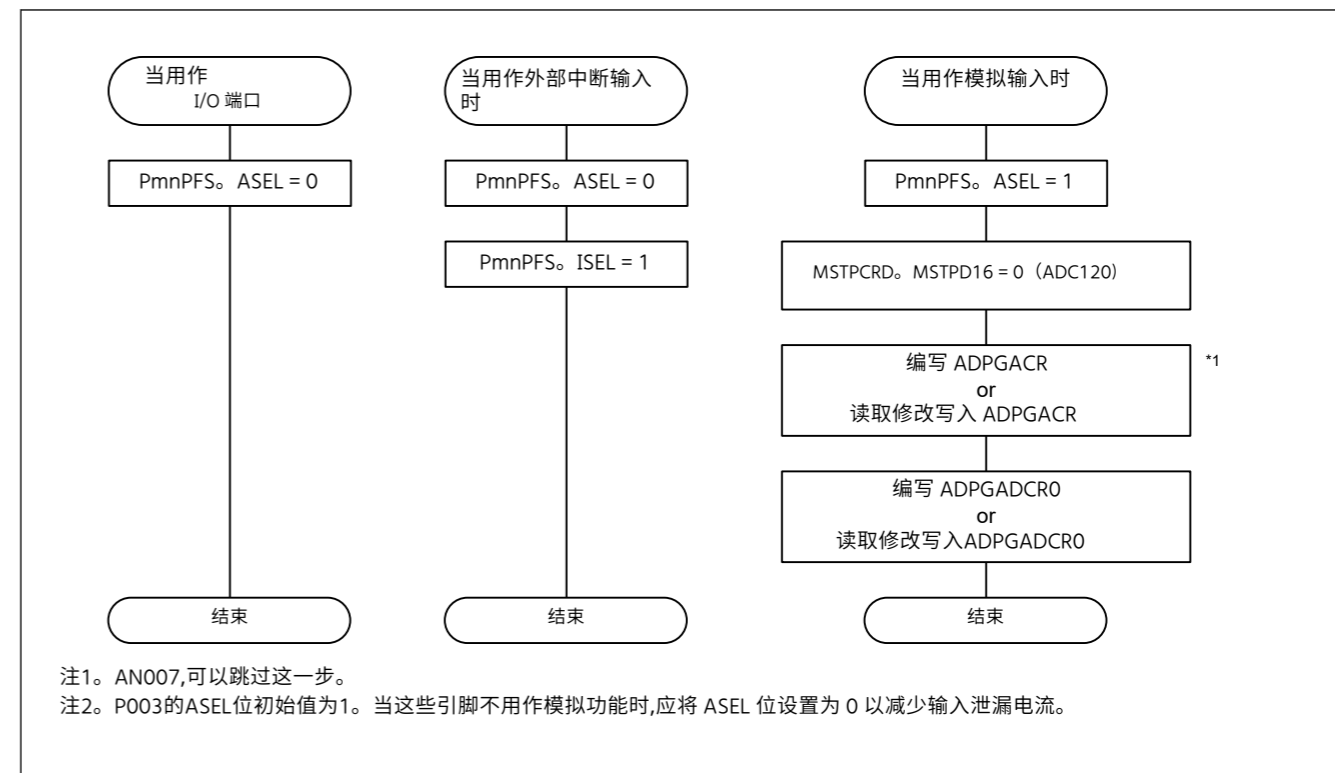 当用作
I/O 端口
PmnPFS。ASEL = 0
结束
当用作外部中断输入
时
PmnPFS。ASEL = 0
PmnPFS。ISEL = 1
结束
当用作模拟输入时
PmnPFS。ASEL = 1
MSTPCRD。MSTPD16 = 0（ADC120)
编写 ADPGACR
or
读取修改写入 ADPGACR
*1
编写 ADPGADCR0
or
读取修改写入ADPGADCR0
结束
注1。AN007,可以跳过这一步。
注2。P003的ASEL位初始值为1。当这些引脚不用作模拟功能时,应将 ASEL 位设置为 0 以减少输入泄漏电流。